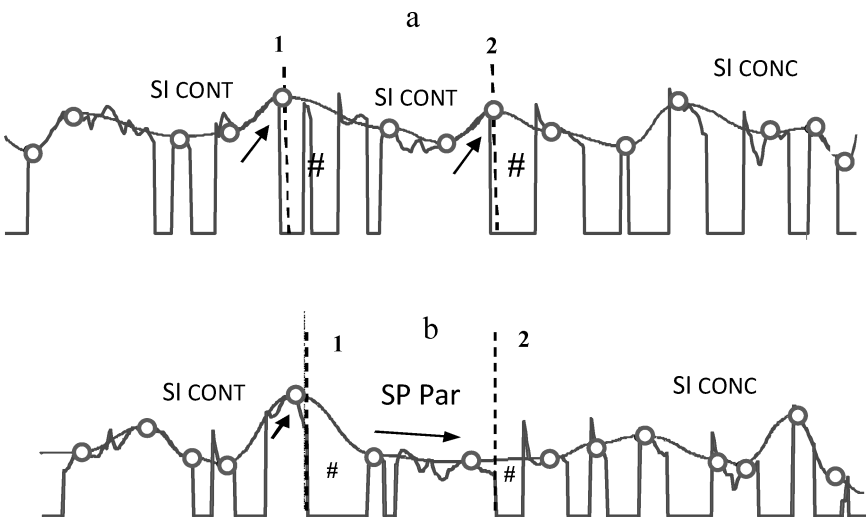 a
1 2
SI CONT SI CONT SI CONC
# #
b
1 2
SI CONT SP Par SI CONC
# #